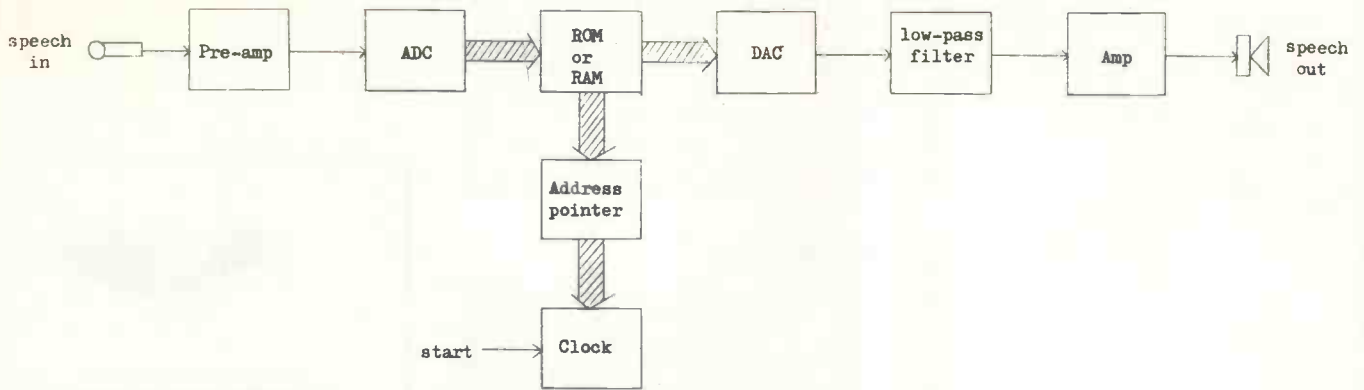 speech
in
Pre-amp
ADC
ROM
or
RAM
DAC
low-pass
filter
Amp
speech
out
Address
pointer
start
Clock